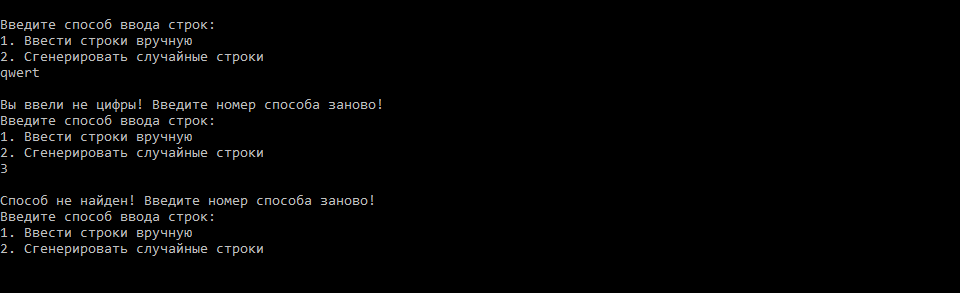 Введите способ ввода строк:
1. Ввести строки вручную
2. Сгенерировать случайные строки
qwert
Вы ввели не цифры! Введите номер способа заново!
Введите способ ввода строк:
1. Ввести строки вручную
2. Сгенерировать случайные строки
3
Способ не найден! Введите номер способа заново!
Введите способ ввода строк:
1. Ввести строки вручную
2. Сгенерировать случайные строки